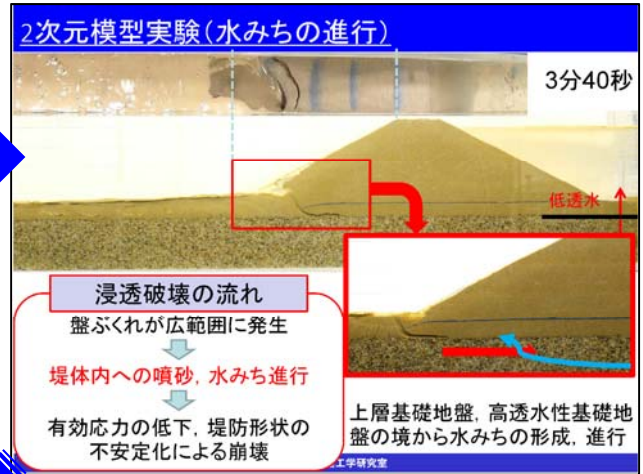 2次元模型実験(水みちの進行)
3分40秒
低透水
浸透破壊の流れ
盤ぶくれが広範囲に発生
堤体内への噴砂，水みち進行
有効応力の低下，堤防形状の
不安定化による崩壊
上層基礎地盤，高透水性基礎地
盤の境から水みちの形成，進行
工学研究室